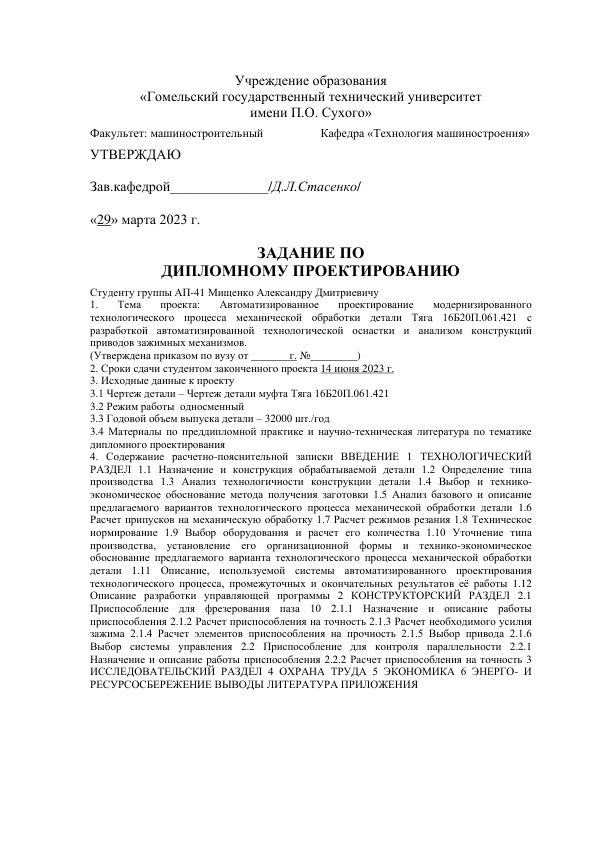 Учреждение образования
«Гомельский государственный технический университет
имени П.О. Сухого»
Факультет: машиностроительный Кафедра «Технология машиностроения»
УТВЕРЖДАЮ
Зав.кафедрой______________/Д.Л.Стасенко/
«29» марта 2023 г.
ЗАДАНИЕ ПО
ДИПЛОМНОМУ ПРОЕКТИРОВАНИЮ
Студенту группы АП-41 Мищенко Александру Дмитриевичу
1. Тема проекта: Автоматизированное проектирование модернизированного
технологического процесса механической обработки детали Тяга 16Б20П.061.421 с
разработкой автоматизированной технологической оснастки и анализом конструкций
приводов зажимных механизмов.
(Утверждена приказом по вузу от _______г. №_________)
2. Сроки сдачи студентом законченного проекта 14 июня 2023 г.
3. Исходные данные к проекту
3.1 Чертеж детали – Чертеж детали муфта Тяга 16Б20П.061.421
3.2 Режим работы односменный
3.3 Годовой объем выпуска детали – 32000 шт./год
3.4 Материалы по преддипломной практике и научно-техническая литература по тематике
дипломного проектирования
4. Содержание расчетно-пояснительной записки ВВЕДЕНИЕ 1 ТЕХНОЛОГИЧЕСКИЙ
РАЗДЕЛ 1.1 Назначение и конструкция обрабатываемой детали 1.2 Определение типа
производства 1.3 Анализ технологичности конструкции детали 1.4 Выбор и технико-
экономическое обоснование метода получения заготовки 1.5 Анализ базового и описание
предлагаемого вариантов технологического процесса механической обработки детали 1.6
Расчет припусков на механическую обработку 1.7 Расчет режимов резания 1.8 Техническое
нормирование 1.9 Выбор оборудования и расчет его количества 1.10 Уточнение типа
производства, установление его организационной формы и технико-экономическое
обоснование предлагаемого варианта технологического процесса механической обработки
детали 1.11 Описание, используемой системы автоматизированного проектирования
технологического процесса, промежуточных и окончательных результатов её работы 1.12
Описание разработки управляющей программы 2 КОНСТРУКТОРСКИЙ РАЗДЕЛ 2.1
Приспособление для фрезерования паза 10 2.1.1 Назначение и описание работы
приспособления 2.1.2 Расчет приспособления на точность 2.1.3 Расчет необходимого усилия
зажима 2.1.4 Расчет элементов приспособления на прочность 2.1.5 Выбор привода 2.1.6
Выбор системы управления 2.2 Приспособление для контроля параллельности 2.2.1
Назначение и описание работы приспособления 2.2.2 Расчет приспособления на точность 3
ИССЛЕДОВАТЕЛЬСКИЙ РАЗДЕЛ 4 ОХРАНА ТРУДА 5 ЭКОНОМИКА 6 ЭНЕРГО- И
РЕСУРСОСБЕРЕЖЕНИЕ ВЫВОДЫ ЛИТЕРАТУРА ПРИЛОЖЕНИЯ